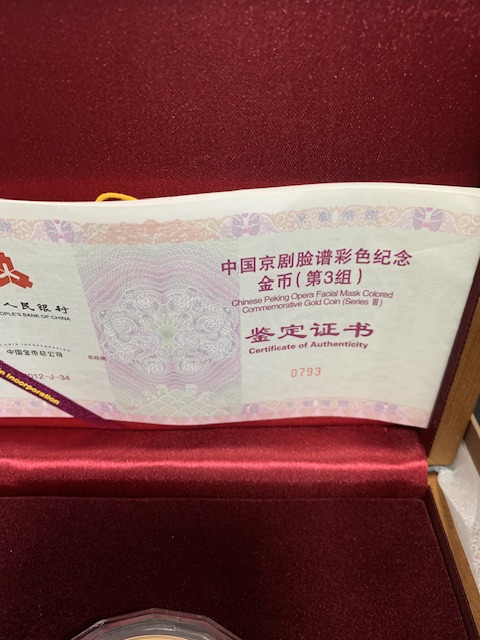 人民银行
PEOPLE'S BANK OF CHINA
中国金币总公司
012-J-34
Incorporation
中国京剧脸谱彩色纪念
金币(第3组)
Chinese Peking Opera Facial Mask Colored
Commemorative Gold Coin (Series Ⅲ)
鉴定证书
Certificate of Authenticity
0793